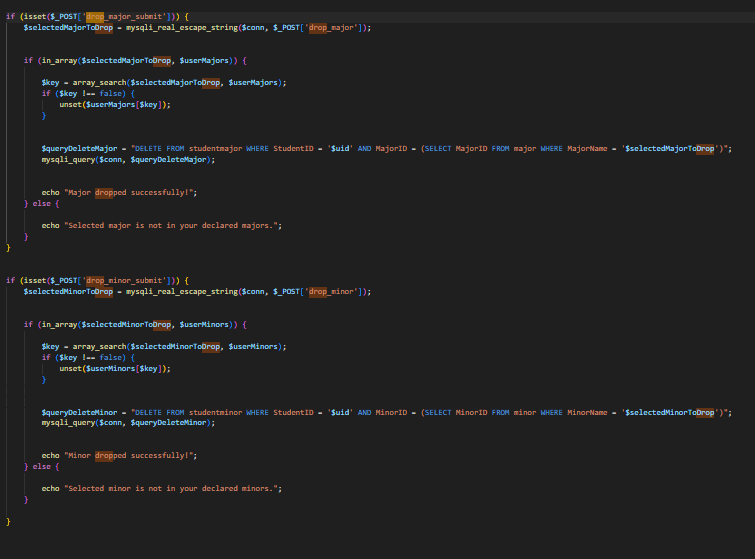 if (isset($_POST['drop_major_submit'])) {
    $selectedMajorToDrop = mysqli_real_escape_string($conn, $_POST['drop_major']);
    if (in_array($selectedMajorToDrop, $userMajors)) {
        $key = array_search($selectedMajorToDrop, $userMajors);
        if ($key !== false) {
            unset($userMajors[$key]);
        }
        $queryDeleteMajor = "DELETE FROM studentmajor WHERE StudentID = '$uid' AND MajorID = (SELECT MajorID FROM major WHERE MajorName = '$selectedMajorToDrop')";
        mysqli_query($conn, $queryDeleteMajor);
        echo "Major dropped successfully!";
    } else {
        echo "Selected major is not in your declared majors.";
    }
}
if (isset($_POST['drop_minor_submit'])) {
    $selectedMinorToDrop = mysqli_real_escape_string($conn, $_POST['drop_minor']);
    if (in_array($selectedMinorToDrop, $userMinors)) {
        $key = array_search($selectedMinorToDrop, $userMinors);
        if ($key !== false) {
            unset($userMinors[$key]);
        }
        $queryDeleteMinor = "DELETE FROM studentminor WHERE StudentID = '$uid' AND MinorID = (SELECT MinorID FROM minor WHERE MinorName = '$selectedMinorToDrop')";
        mysqli_query($conn, $queryDeleteMinor);
        echo "Minor dropped successfully!";
    } else {
        echo "Selected minor is not in your declared minors.";
    }
}